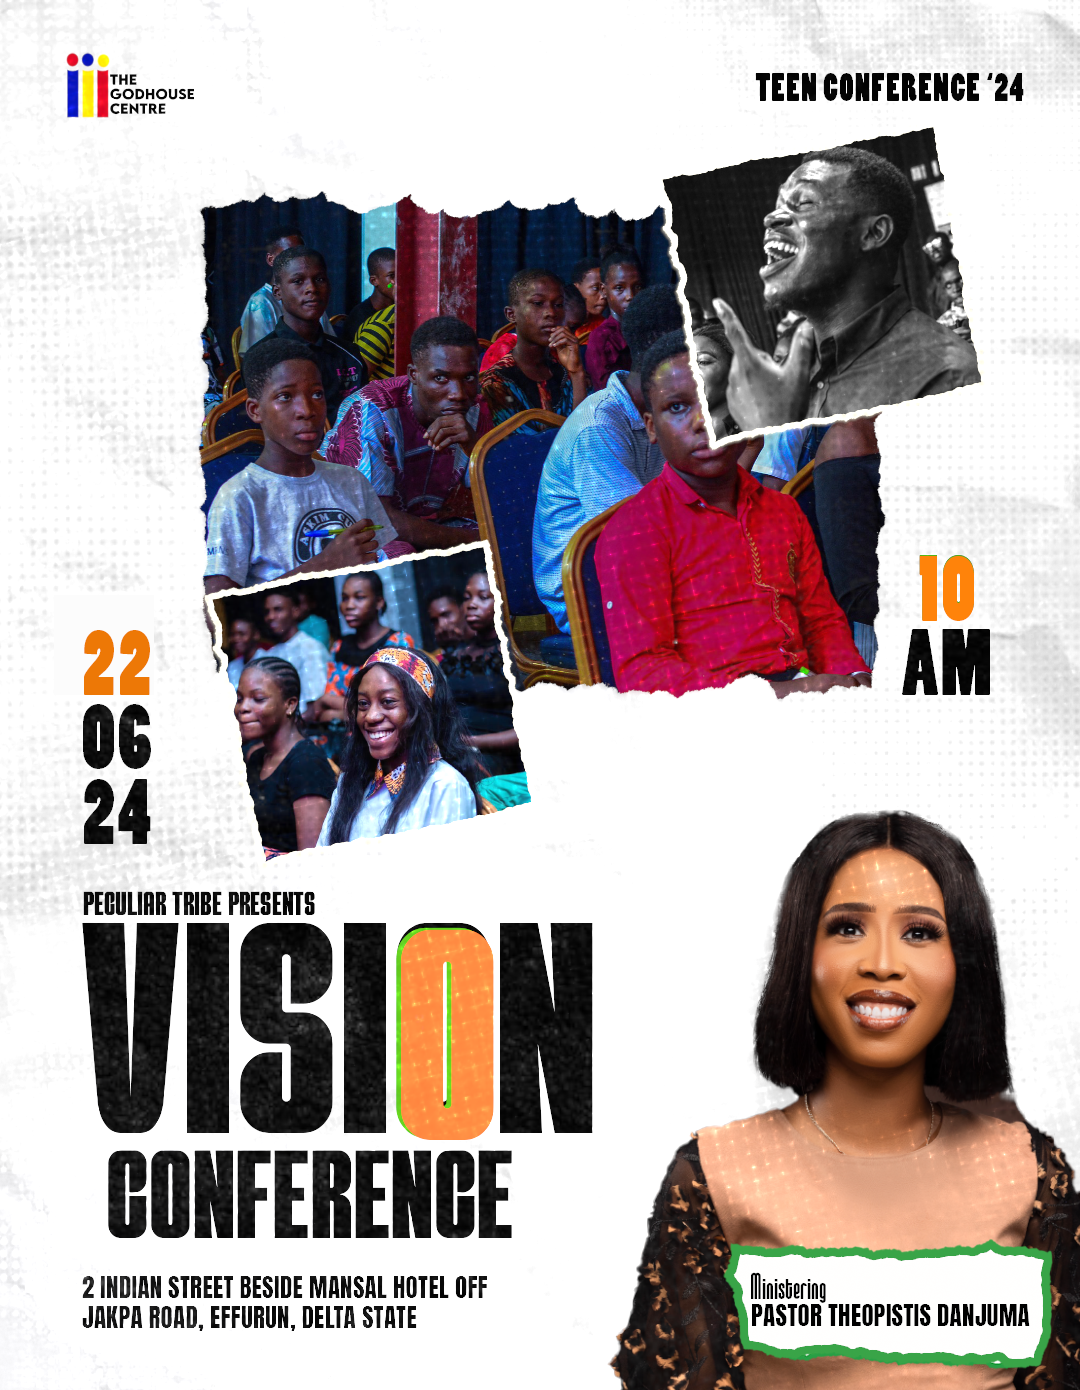 THE
GODHOUSE
CENTRE
TEEN CONFERENCE ‘24
10
AM
22
06
24
PECULIAR TRIBE PRESENTS
VISION
CONFERENCE
2 INDIAN STREET BESIDE MANSAL HOTEL OFF
JAKPA ROAD, EFFURUN, DELTA STATE
Ministering
PASTOR THEOPISTIS DANJUMA